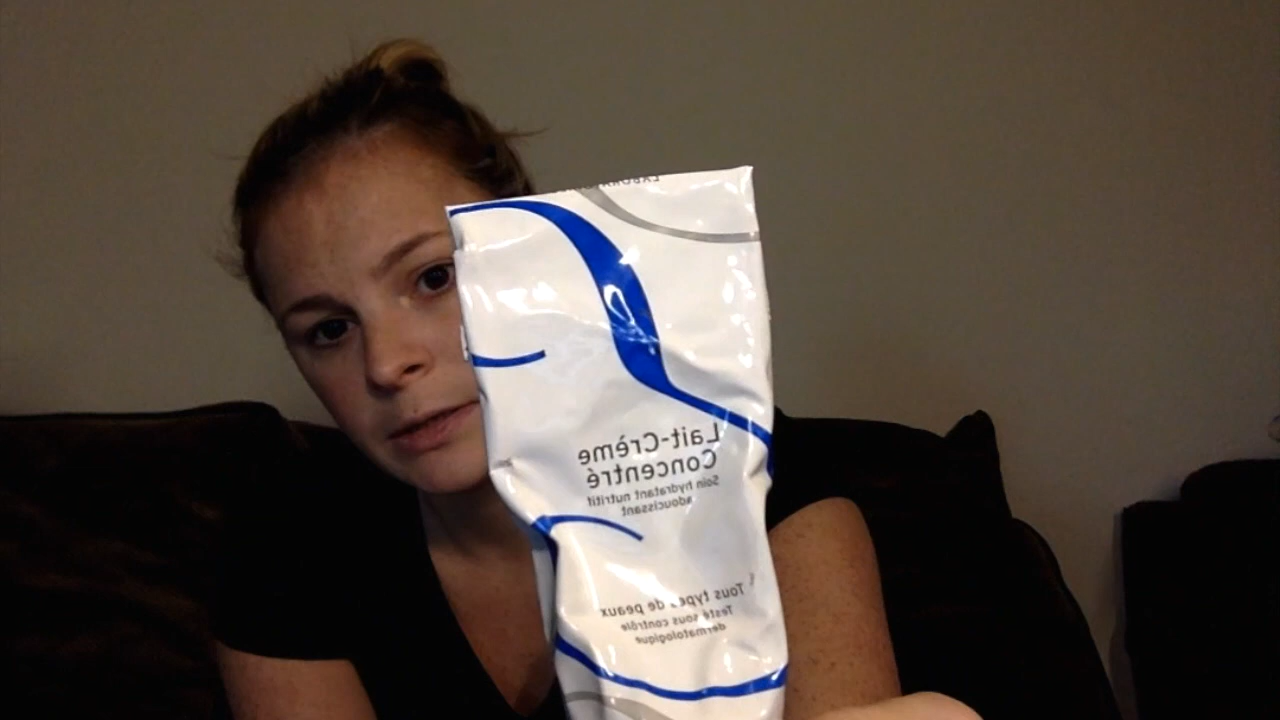 Lait-Crème
Concentré
Soin hydratant nutritif
adoucissant
Tous types de peaux
Testé sous contrôle
dermatologique